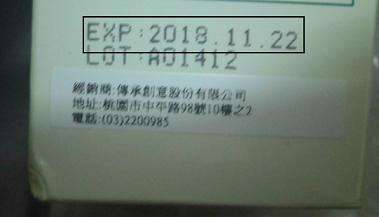 EXP:2018.11.22
LOT:A01412
經銷商:傳承創意股份有限公司
地址:桃園市中平路98號10樓之2
電話:(03)2200985